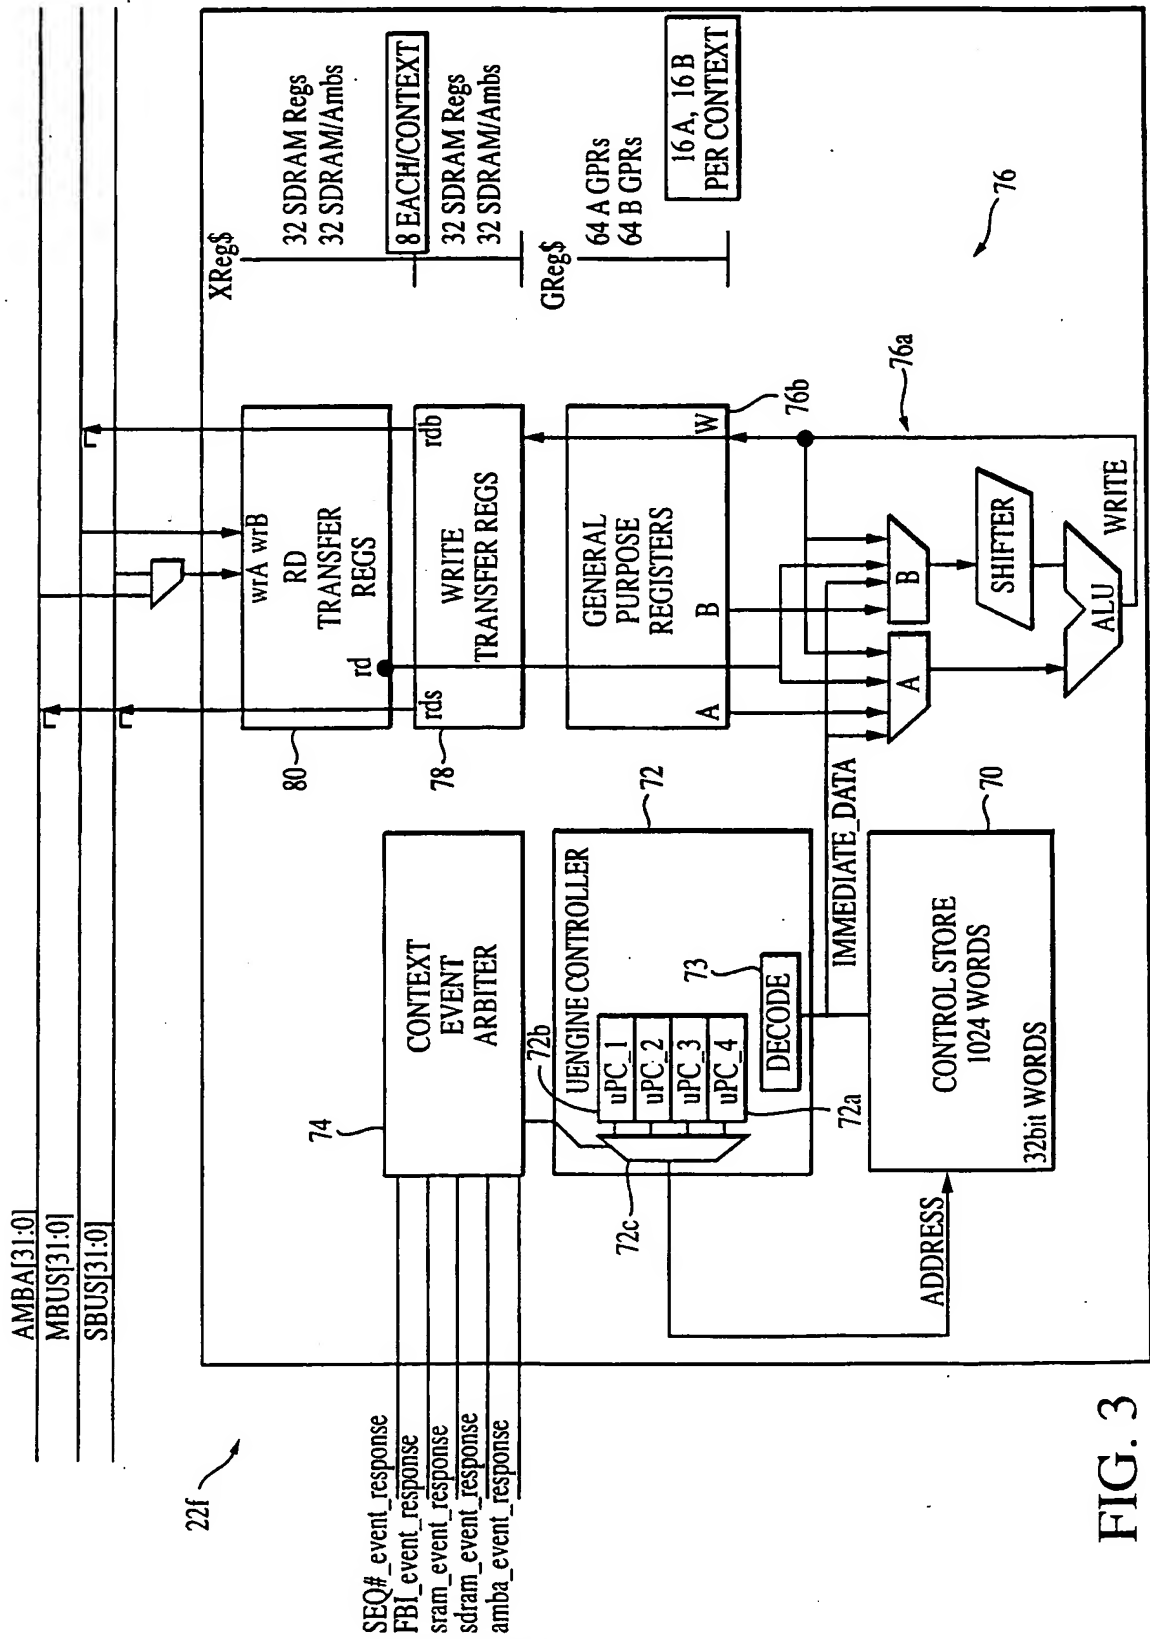 AMBA[31:0]
MBUS[31:0]
SBUS[31:0]
22f
SEQ#_event_response
FBI_event_response
sram_event_response
sdram_event_response
amba_event_response
74
CONTEXT
EVENT
ARBITER
72
UENGINE CONTROLLER
72b
uPC_1
uPC_2
uPC_3
uPC_4
72a
72c
73
DECODE
IMMEDIATE_DATA
ADDRESS
70
CONTROL STORE
1024 WORDS
32bit WORDS
80
wrA wrB
RD
TRANSFER
REGS
rd
78
rds
rdb
WRITE
TRANSFER REGS
GENERAL
PURPOSE
REGISTERS
A
B
W
76b
76a
A
B
SHIFTER
ALU
WRITE
XReg$
32 SDRAM Regs
32 SDRAM/Ambs
8 EACH/CONTEXT
32 SDRAM Regs
32 SDRAM/Ambs
GReg$
64 A GPRs
64 B GPRs
16 A, 16 B
PER CONTEXT
76
FIG. 3